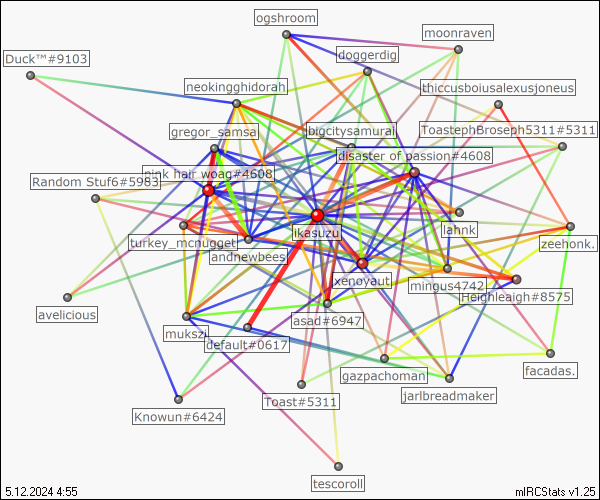 ogshroom
moonraven
Duck™#9103
doggerdig
neokingghidorah
thiccusboiusalexusjoneus
gregor_samsa
bigcitysamurai
ToastephBroseph5311#5311
disaster of passion#4608
pink hair woag#4608
Random Stuf6#5983
lahnk
ikasuzu
turkey_mcnugget
zeehonk.
andnewbees
xenoyaut
mingus4742
Heighleaigh#8575
avelicious
mukszi
asad#6947
default#0617
gazpachoman
facadas.
jarlbreadmaker
Toast#5311
Knowun#6424
tescoroll
5.12.2024 4:55
mIRCStats v1.25